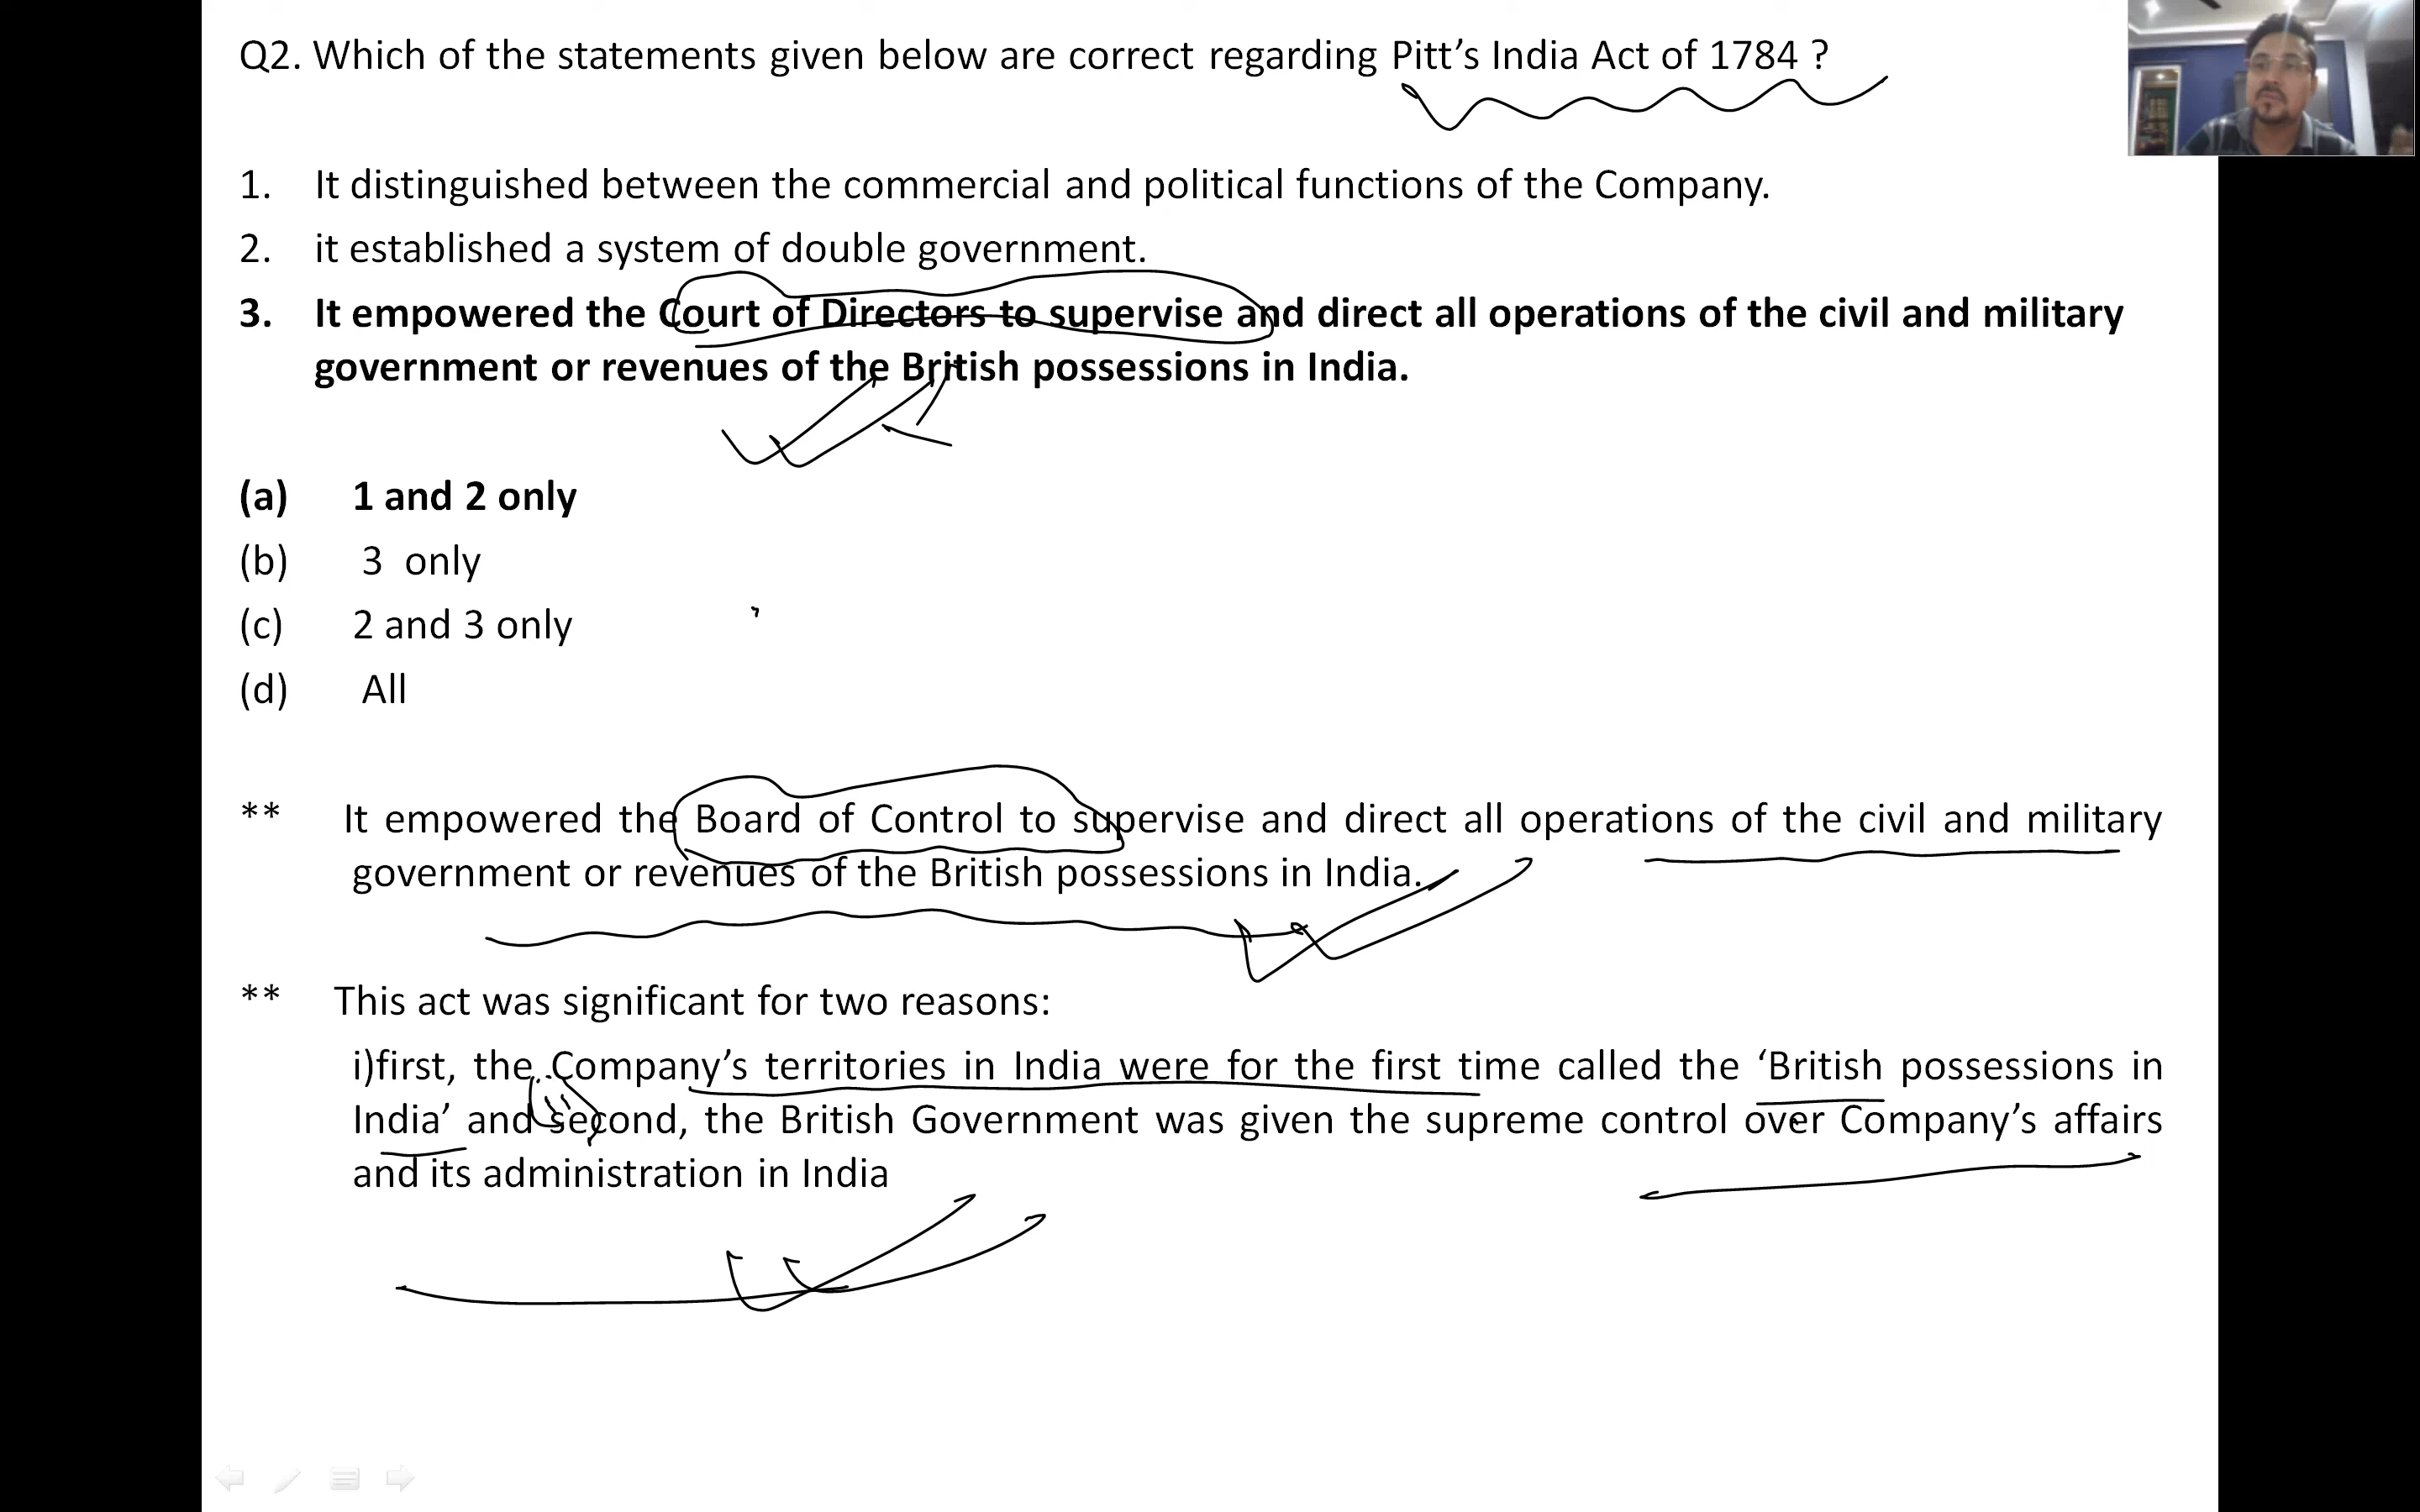 Q2. Which of the statements given below are correct regarding Pitt’s India Act of 1784 ?
1. It distinguished between the commercial and political functions of the Company.
2. it established a system of double government.
3. It empowered the Court of Directors to supervise and direct all operations of the civil and military
government or revenues of the British possessions in India.
(a) 1 and 2 only
(b) 3 only
(c) 2 and 3 only
(d) All
** It empowered the Board of Control to supervise and direct all operations of the civil and military
government or revenues of the British possessions in India.
** This act was significant for two reasons:
i)first, the Company’s territories in India were for the first time called the ‘British possessions in
India’ and second, the British Government was given the supreme control over Company’s affairs
and its administration in India